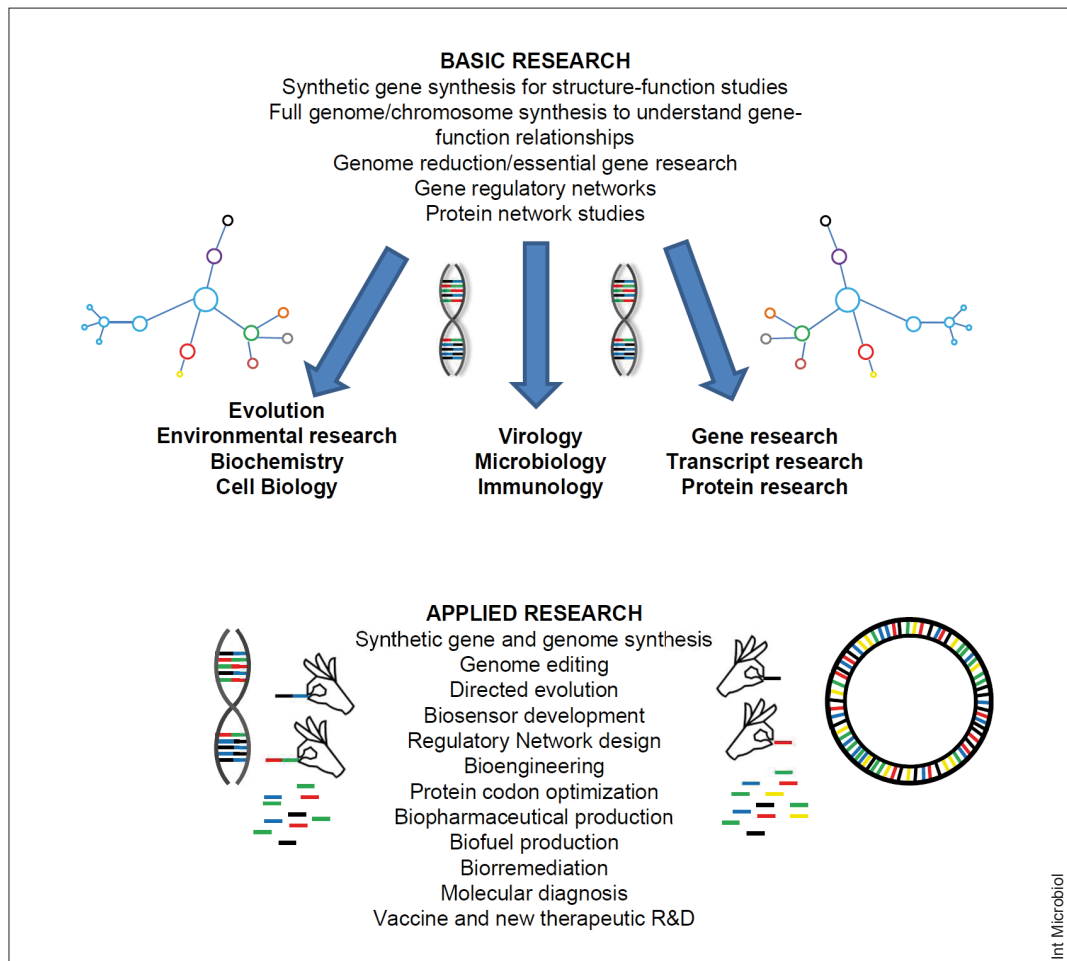 BASIC RESEARCH
Synthetic gene synthesis for structure-function studies
Full genome/chromosome synthesis to understand gene-
function relationships
Genome reduction/essential gene research
Gene regulatory networks
Protein network studies
Evolution
Environmental research
Biochemistry
Cell Biology
Virology
Microbiology
Immunology
Gene research
Transcript research
Protein research
APPLIED RESEARCH
Synthetic gene and genome synthesis
Genome editing
Directed evolution
Biosensor development
Regulatory Network design
Bioengineering
Protein codon optimization
Biopharmaceutical production
Biofuel production
Biorremediation
Molecular diagnosis
Vaccine and new therapeutic R&D
Int Microbiol